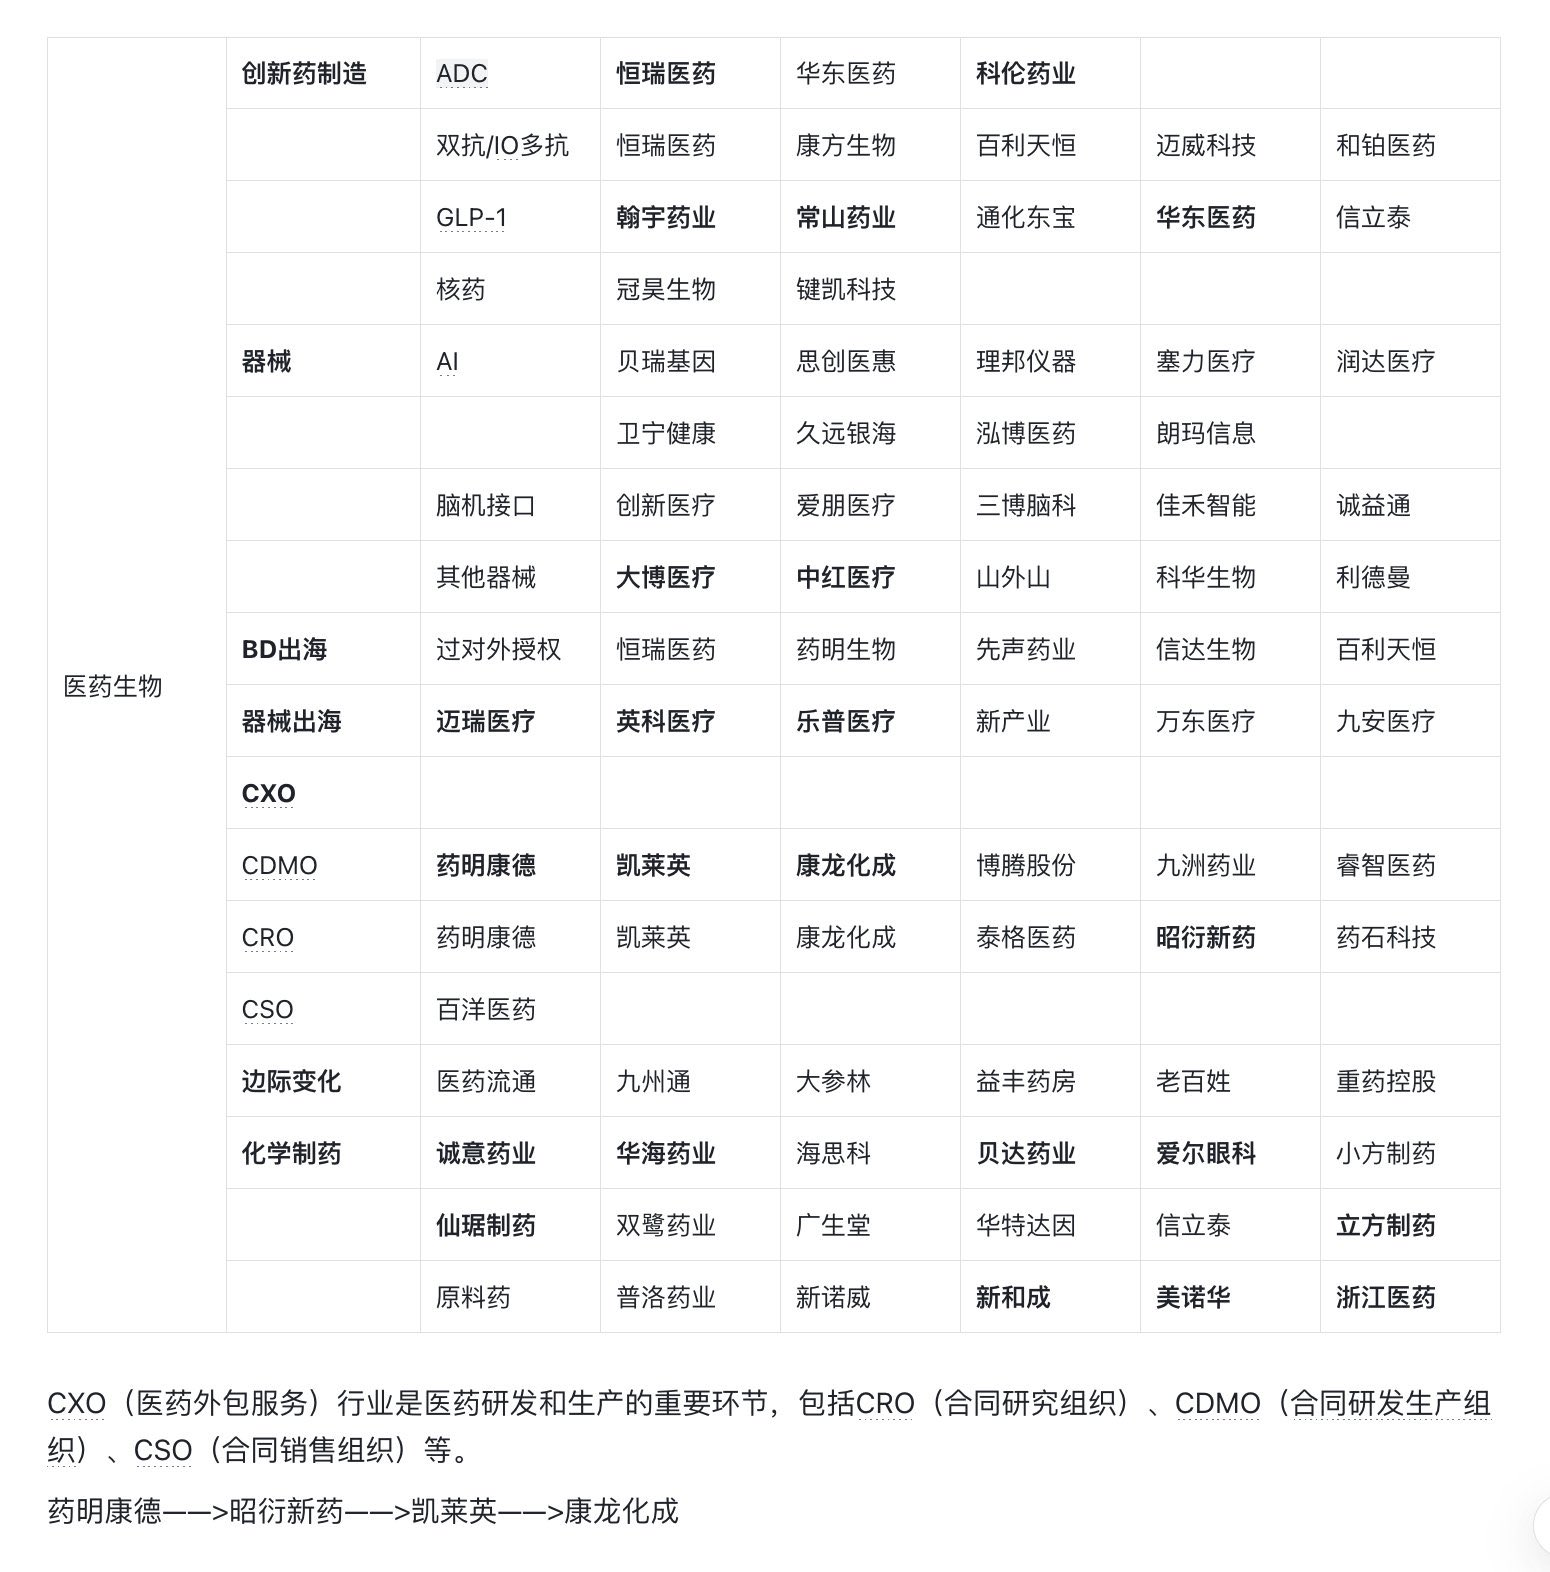 创新药制造 ADC 恒瑞医药 华东医药 科伦药业
双抗/IO多抗 恒瑞医药 康方生物 百利天恒 迈威科技 和铂医药
GLP-1 翰宇药业 常山药业 通化东宝 华东医药 信立泰
核药 冠昊生物 键凯科技
器械 AI 贝瑞基因 思创医惠 理邦仪器 塞力医疗 润达医疗
卫宁健康 久远银海 泓博医药 朗玛信息
脑机接口 创新医疗 爱朋医疗 三博脑科 佳禾智能 诚益通
其他器械 大博医疗 中红医疗 山外山 科华生物 利德曼
BD出海 过对外授权 恒瑞医药 药明生物 先声药业 信达生物 百利天恒
医药生物
器械出海 迈瑞医疗 英科医疗 乐普医疗 新产业 万东医疗 九安医疗
CXO
CDMO 药明康德 凯莱英 康龙化成 博腾股份 九洲药业 睿智医药
CRO 药明康德 凯莱英 康龙化成 泰格医药 昭衍新药 药石科技
CSO 百洋医药
边际变化 医药流通 九州通 大参林 益丰药房 老百姓 重药控股
化学制药 诚意药业 华海药业 海思科 贝达药业 爱尔眼科 小方制药
仙琚制药 双鹭药业 广生堂 华特达因 信立泰 立方制药
原料药 普洛药业 新诺威 新和成 美诺华 浙江医药
CXO（医药外包服务）行业是医药研发和生产的重要环节，包括CRO（合同研究组织）、CDMO（合同研发生产组
织）、CSO（合同销售组织）等。
药明康德——>昭衍新药——>凯莱英——>康龙化成